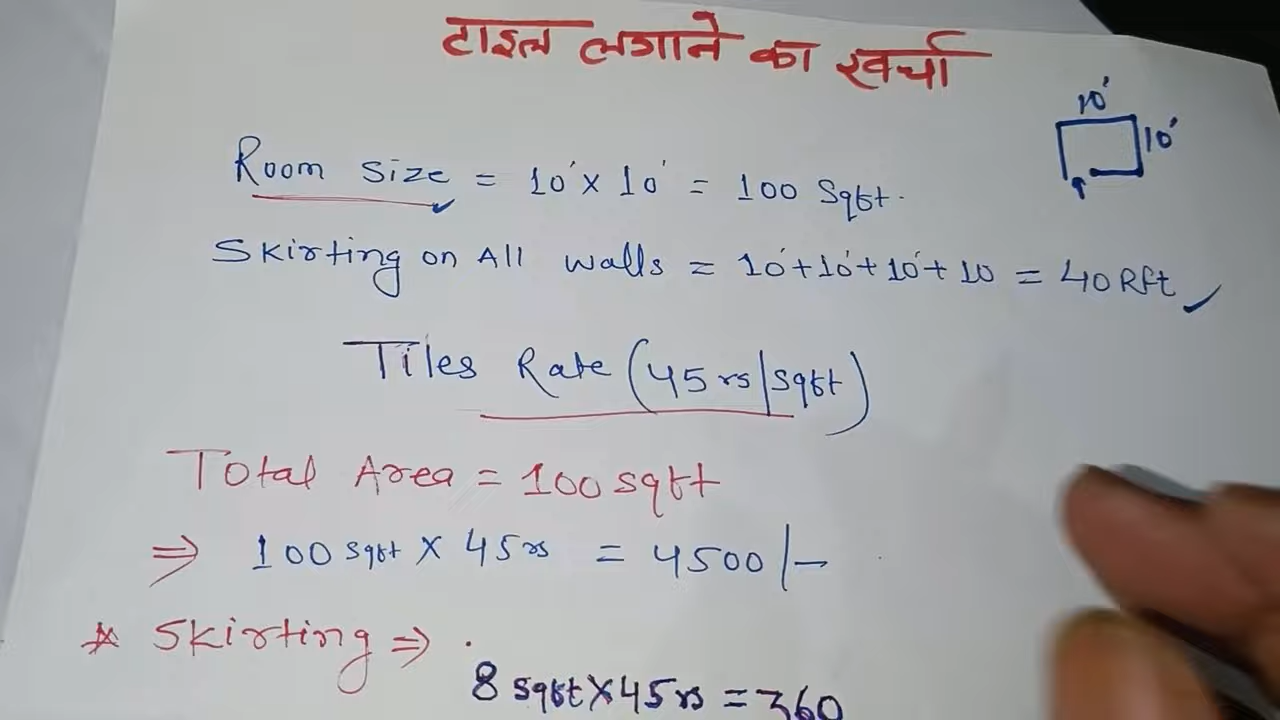 टाइल लगाने का खर्चा
10'
10'
Room Size = 10' x 10' = 100 Sqft.
Skirting on All walls = 10'+10'+10'+10 = 40 Rft
Tiles Rate (45 rs/sqft)
Total Area = 100 sqft
⇒ 100 sqft x 45 rs = 4500/-
* Skirting ⇒
8 sqft x 45 rs = 360